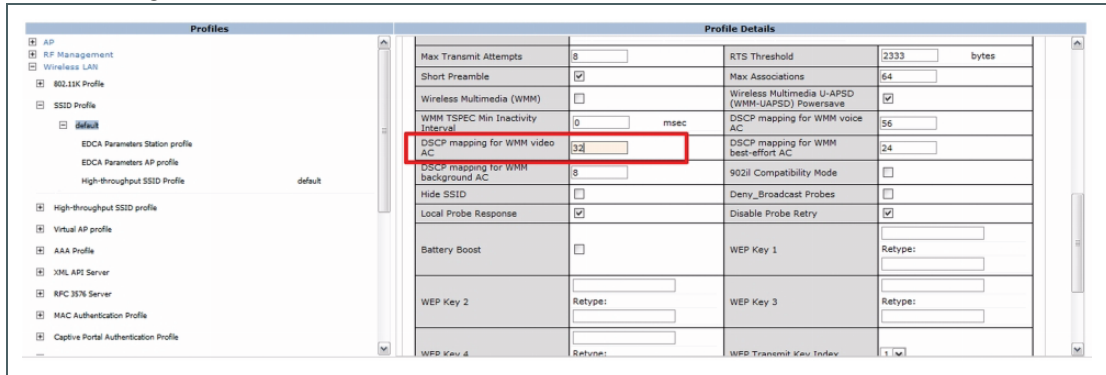 Profiles
AP
RF Management
Wireless LAN
802.11K Profile
SSID Profile
default
EDCA Parameters Station profile
EDCA Parameters AP profile
High-throughput SSID Profile default
High-throughput SSID profile
Virtual AP profile
AAA Profile
XML API Server
RFC 3576 Server
MAC Authentication Profile
Captive Portal Authentication Profile
Profile Details
Max Transmit Attempts 8 RTS Threshold 2333 bytes
Short Preamble Max Associations 64
Wireless Multimedia (WMM) Wireless Multimedia U-APSD
(WMM-UAPSD) Powersave
WMM TSPEC Min Inactivity
Interval 0 msec DSCP mapping for WMM voice
AC 56
DSCP mapping for WMM video
AC 32 DSCP mapping for WMM
best-effort AC 24
DSCP mapping for WMM
background AC 8 902il Compatibility Mode
Hide SSID Deny_Broadcast Probes
Local Probe Response Disable Probe Retry
Battery Boost WEP Key 1 Retype:
WEP Key 2 Retype: WEP Key 3 Retype:
WEP Key 4 Retype: WEP Transmit Key Index 1